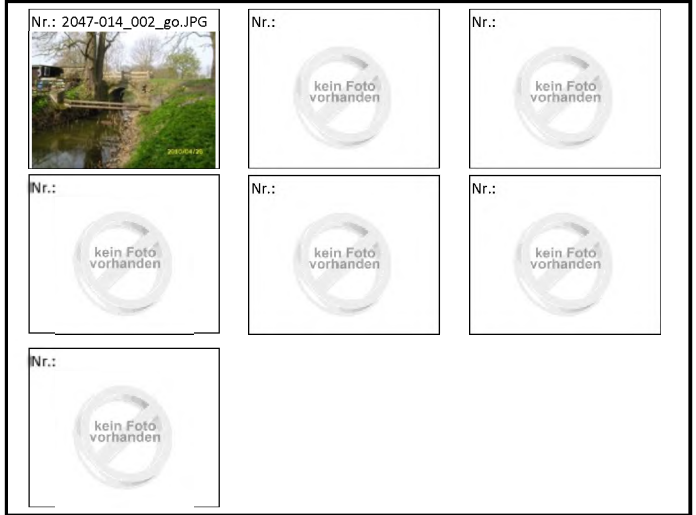 Nr.: 2047-014_002_go.JPG
Nr.:
Nr.:
2010/04/26
kein Foto
vorhanden
kein Foto
vorhanden
Nr.:
Nr.:
Nr.:
kein Foto
vorhanden
kein Foto
vorhanden
kein Foto
vorhanden
Nr.:
kein Foto
vorhanden